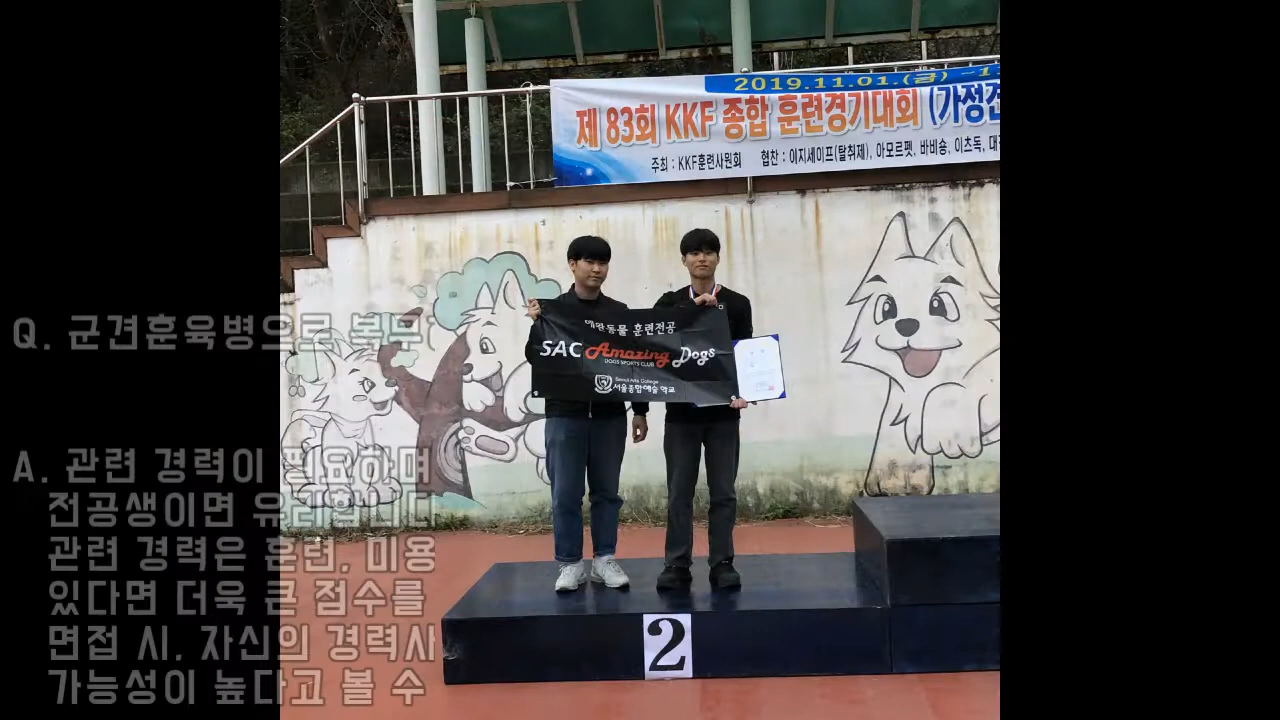 2019.11.01.(금) ~1
제 83회 KKF 종합 훈련경기대회 (가정견
주최 : KKF훈련사위원회 협찬 : 이지세이프(탈취제), 아모르펫, 바비숑, 이츠독, 대
애완동물 훈련전공
SAC Amazing Dogs
DOGS SPORTS CLUB
Seoul Arts College
서울종합예술학교
2
Q. 군견훈육병으로 복무
A. 관련 경력이 필요하며
전공생이면 유리합니다
관련 경력은 훈련, 미용
있다면 더욱 큰 점수를
면접 시, 자신의 경력사
가능성이 높다고 볼 수